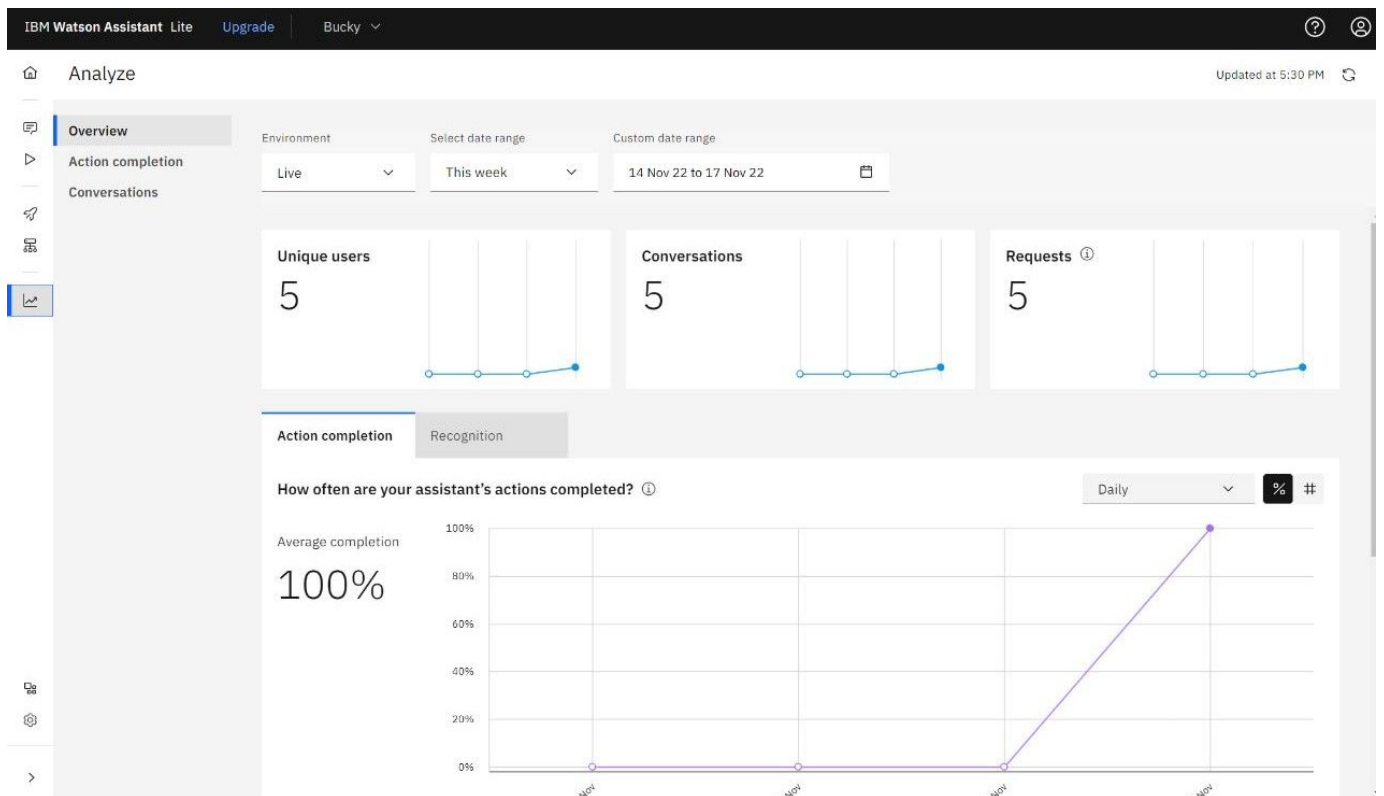 IBM Watson Assistant Lite Upgrade Bucky
Analyze
Updated at 5:30 PM
Overview
Action completion
Conversations
Environment
Select date range
Custom date range
Live
This week
14 Nov 22 to 17 Nov 22
Unique users
5
Conversations
5
Requests
5
Action completion
Recognition
How often are your assistant's actions completed?
Daily
%
#
Average completion
100%
100%
80%
60%
40%
20%
0%
Nov
Nov
Nov
Nov